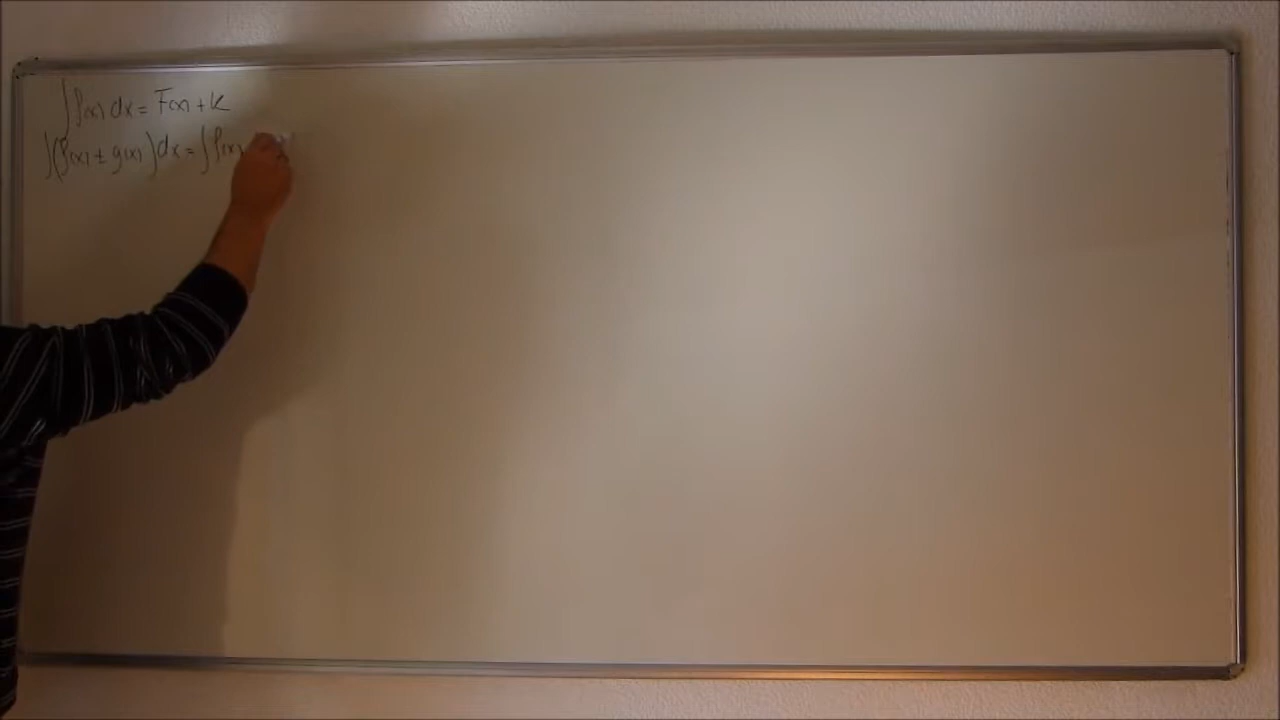 ∫f(x) dx = F(x) + K
∫(f(x) ± g(x)) dx = ∫f(x)